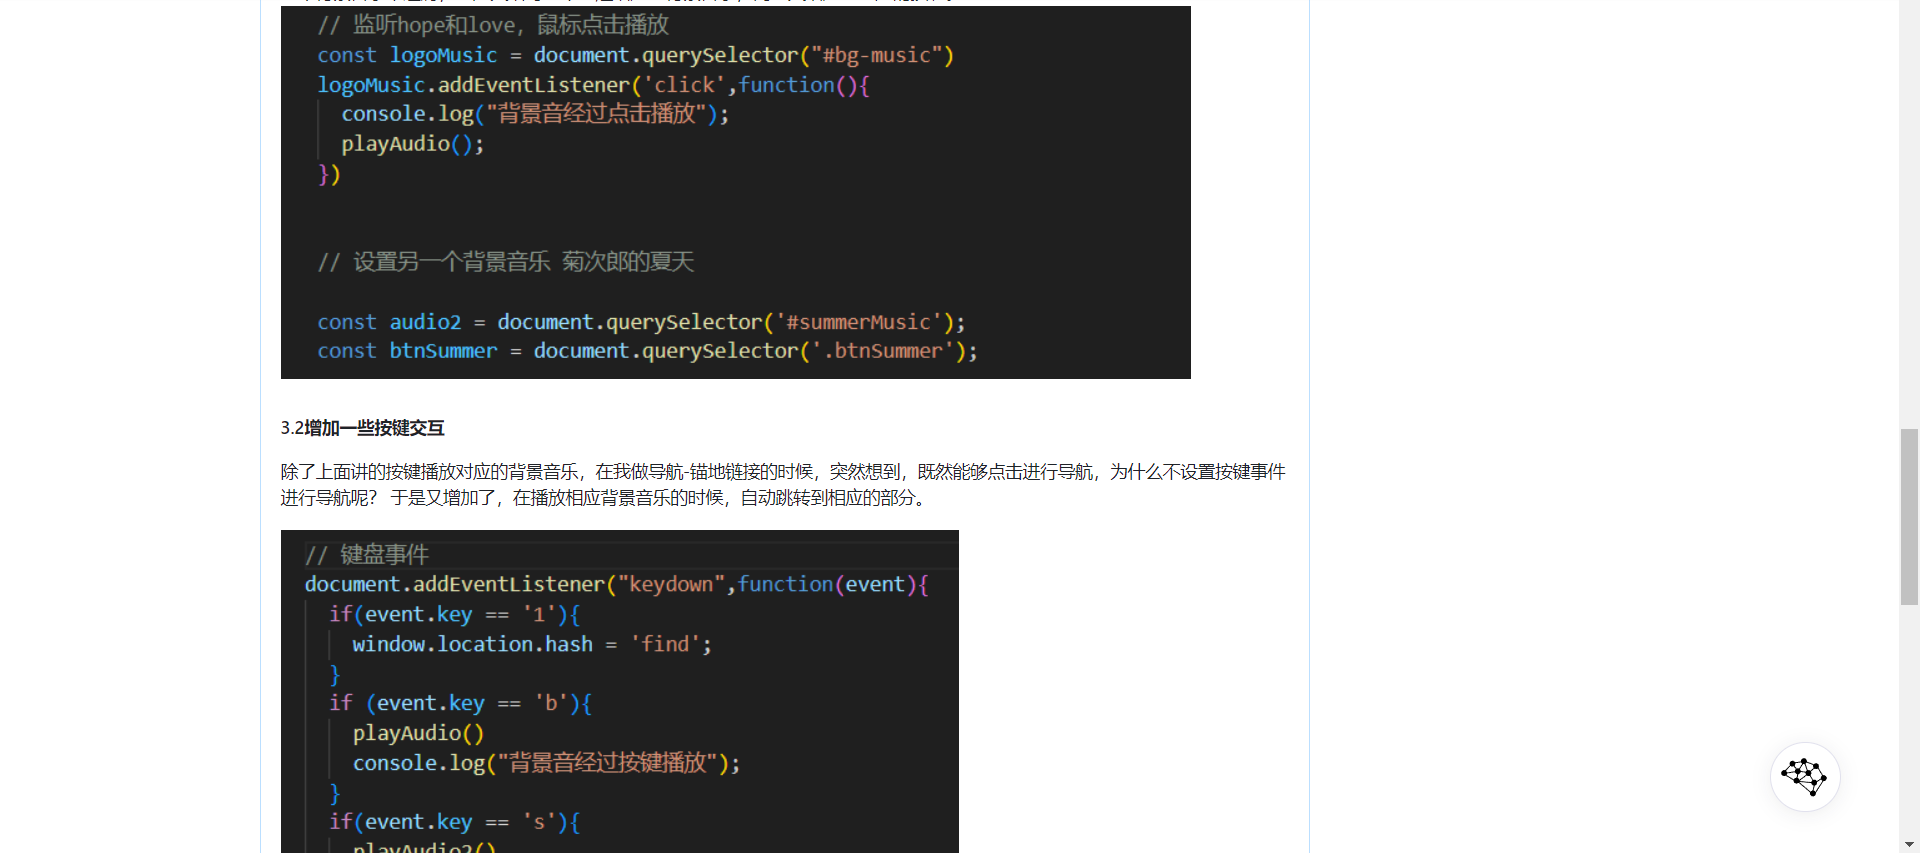 // 监听hope和love, 鼠标点击播放
const logoMusic = document.querySelector("#bg-music")
logoMusic.addEventListener('click',function(){
console.log("背景音经过点击播放");
playAudio();
})
// 设置另一个背景音乐 菊次郎的夏天
const audio2 = document.querySelector('#summerMusic');
const btnSummer = document.querySelector('.btnSummer');
3.2增加一些按键交互
除了上面讲的按键播放对应的背景音乐，在我做导航-锚地链接的时候，突然想到，既然能够点击进行导航，为什么不设置按键事件
进行导航呢？ 于是又增加了，在播放相应背景音乐的时候，自动跳转到相应的部分。
// 键盘事件
document.addEventListener("keydown",function(event){
if(event.key == '1'){
window.location.hash = 'find';
}
if (event.key == 'b'){
playAudio()
console.log("背景音经过按键播放");
}
if(event.key == 's'){
playAudio2()